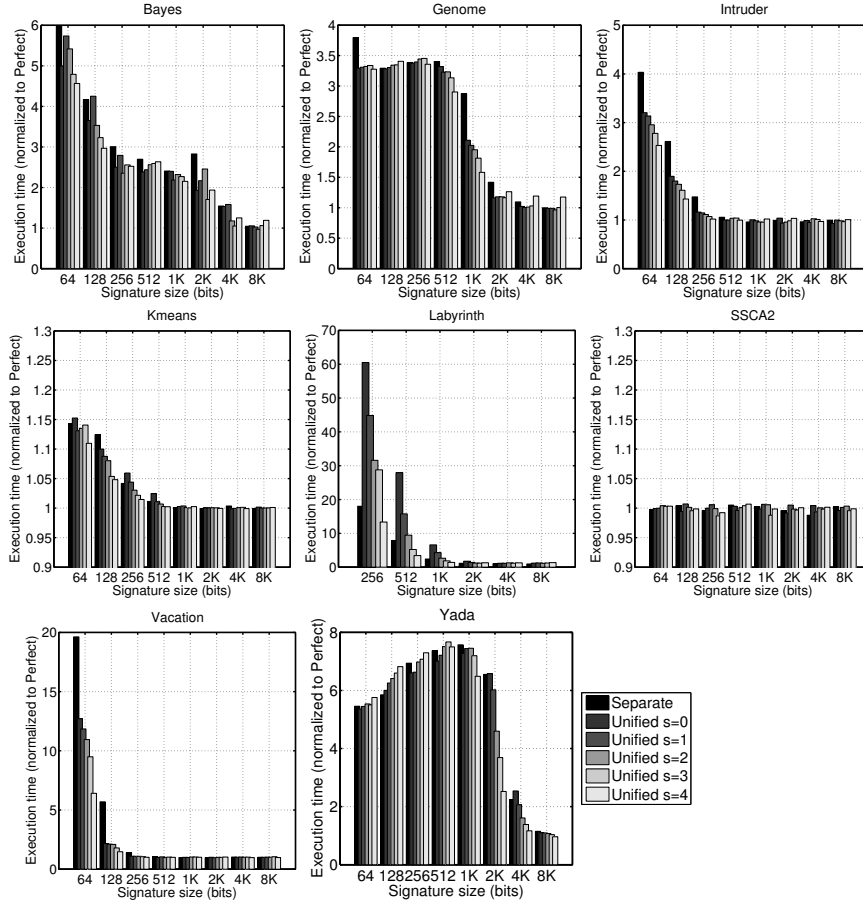 Bayes
Execution time (normalized to Perfect)
6
5
4
3
2
1
0
64 128 256 512 1K 2K 4K 8K
Signature size (bits)
Genome
Execution time (normalized to Perfect)
4
3.5
3
2.5
2
1.5
1
0.5
0
64 128 256 512 1K 2K 4K 8K
Signature size (bits)
Intruder
Execution time (normalized to Perfect)
5
4
3
2
1
0
64 128 256 512 1K 2K 4K 8K
Signature size (bits)
Kmeans
Execution time (normalized to Perfect)
1.3
1.25
1.2
1.15
1.1
1.05
1
0.95
0.9
64 128 256 512 1K 2K 4K 8K
Signature size (bits)
Labyrinth
Execution time (normalized to Perfect)
70
60
50
40
30
20
10
0
256 512 1K 2K 4K 8K
Signature size (bits)
SSCA2
Execution time (normalized to Perfect)
1.3
1.25
1.2
1.15
1.1
1.05
1
0.95
0.9
64 128 256 512 1K 2K 4K 8K
Signature size (bits)
Vacation
Execution time (normalized to Perfect)
20
15
10
5
0
64 128 256 512 1K 2K 4K 8K
Signature size (bits)
Yada
Execution time (normalized to Perfect)
8
6
4
2
0
64 128 256 512 1K 2K 4K 8K
Signature size (bits)
Separate
Unified s=0
Unified s=1
Unified s=2
Unified s=3
Unified s=4